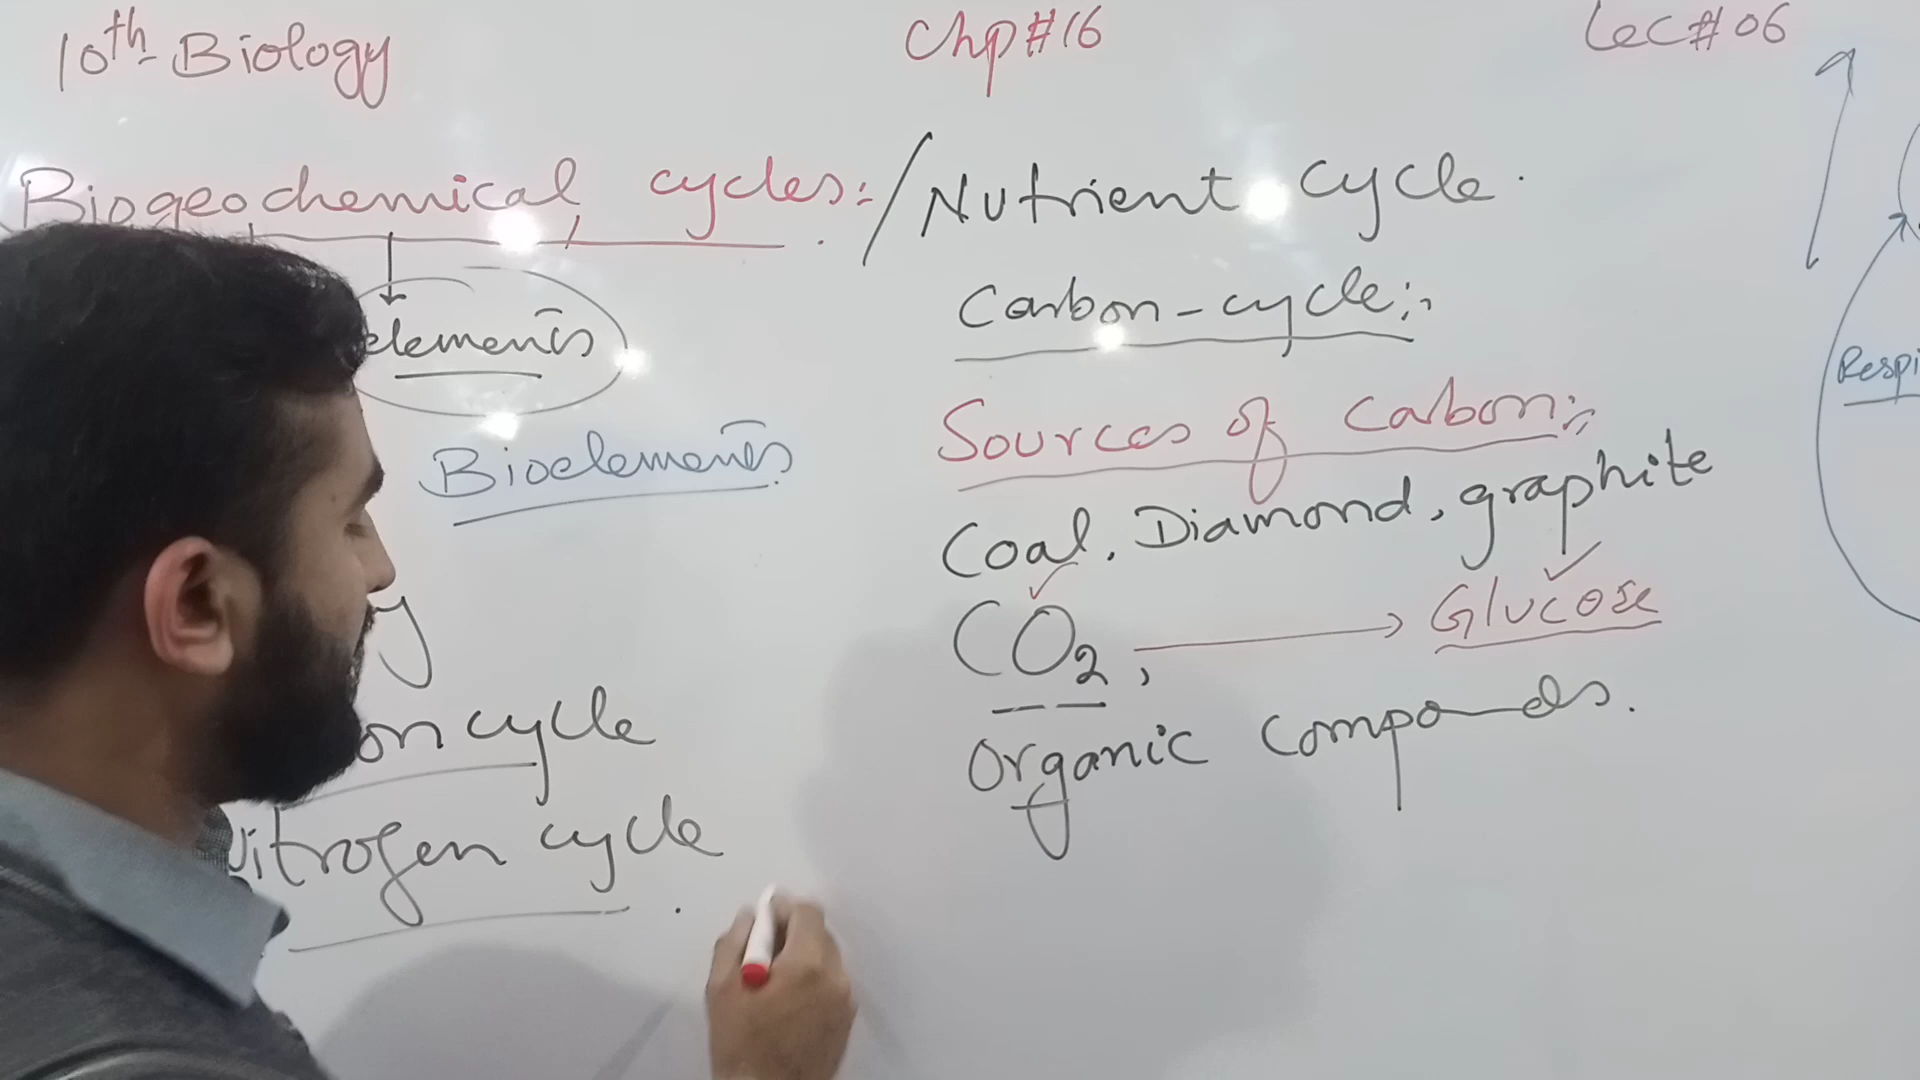 10th Biology Chp#16 Lec#06
Biogeochemical cycles:- / Nutrient cycle.
elements
Bioelements
on cycle
Nitrogen cycle
Carbon-cycle:-
Sources of Carbon:-
Coal, Diamond, graphite
CO2, → Glucose
Organic Compounds.
Respi